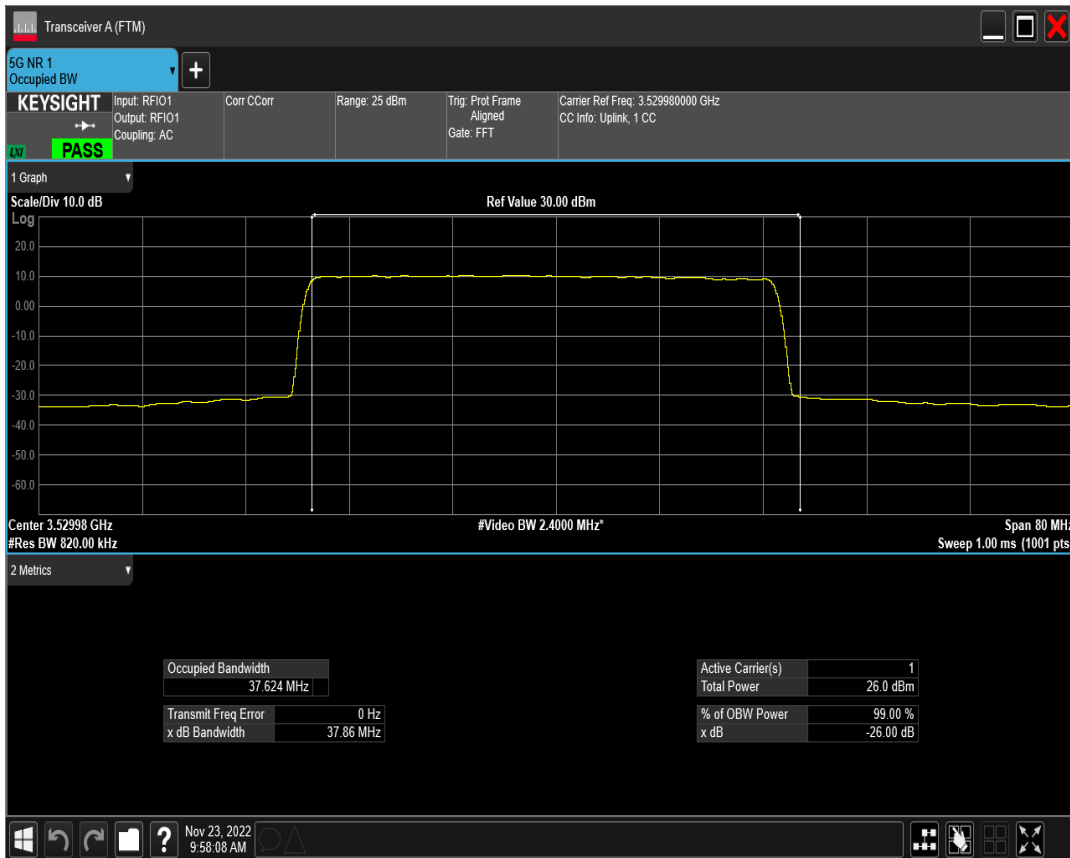 Transceiver A (FTM)
5G NR 1
Occupied BW
+
KEYSIGHT
LXI
PASS
Input: RFIO1
Output: RFIO1
Coupling: AC
Corr CCorr
Range: 25 dBm
Trig: Prot Frame
Aligned
Gate: FFT
Carrier Ref Freq: 3.529980000 GHz
CC Info: Uplink, 1 CC
1 Graph
Scale/Div 10.0 dB
Ref Value 30.00 dBm
Log
20.0
10.0
0.00
-10.0
-20.0
-30.0
-40.0
-50.0
-60.0
Center 3.52998 GHz
#Video BW 2.4000 MHz*
Span 80 MHz
#Res BW 820.00 kHz
Sweep 1.00 ms (1001 pts
2 Metrics
Occupied Bandwidth
37.624 MHz
Transmit Freq Error 0 Hz
x dB Bandwidth 37.86 MHz
Active Carrier(s) 1
Total Power 26.0 dBm
% of OBW Power 99.00 %
x dB -26.00 dB
?
Nov 23, 2022
9:58:08 AM